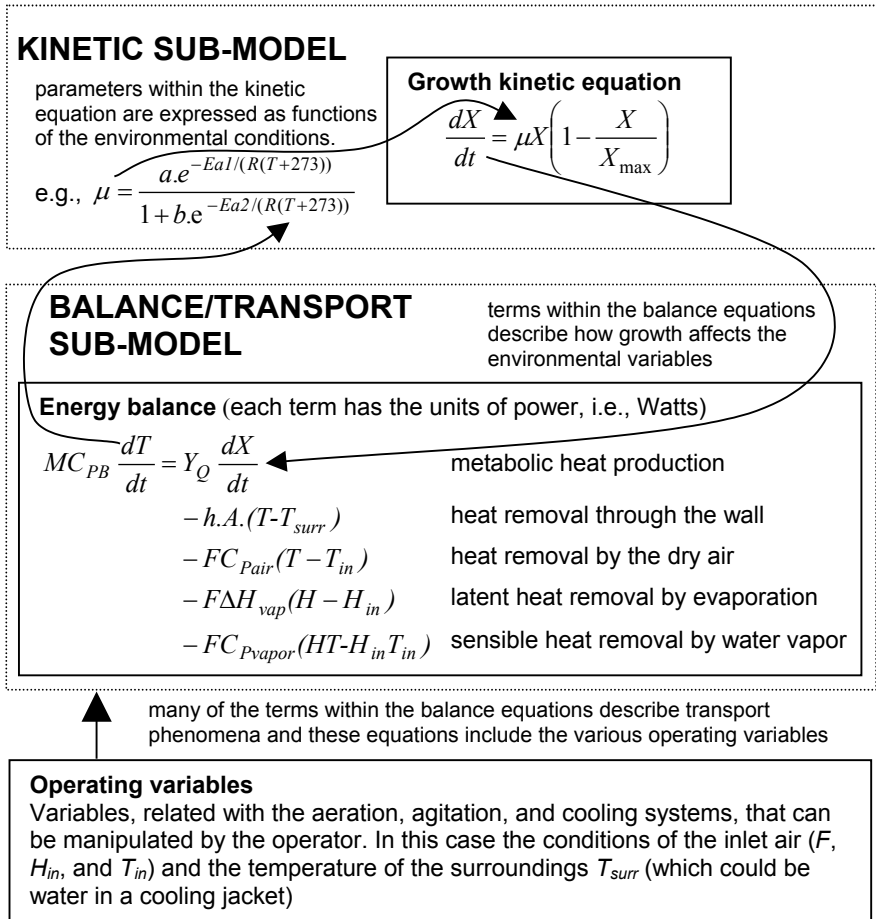 KINETIC SUB-MODEL
parameters within the kinetic
equation are expressed as functions
of the environmental conditions.
e.g., μ = a.e^{-Ea1/(R(T+273))} / (1 + b.e^{-Ea2/(R(T+273))})
Growth kinetic equation
dX/dt = μX(1 − X/X_max)
BALANCE/TRANSPORT
SUB-MODEL
terms within the balance equations
describe how growth affects the
environmental variables
Energy balance (each term has the units of power, i.e., Watts)
MC_PB dT/dt = Y_Q dX/dt metabolic heat production
− h.A.(T-T_surr) heat removal through the wall
− FC_Pair(T − T_in) heat removal by the dry air
− FΔH_vap(H − H_in) latent heat removal by evaporation
− FC_Pvapor(HT-H_inT_in) sensible heat removal by water vapor
many of the terms within the balance equations describe transport
phenomena and these equations include the various operating variables
Operating variables
Variables, related with the aeration, agitation, and cooling systems, that can
be manipulated by the operator. In this case the conditions of the inlet air (F,
H_in, and T_in) and the temperature of the surroundings T_surr (which could be
water in a cooling jacket)